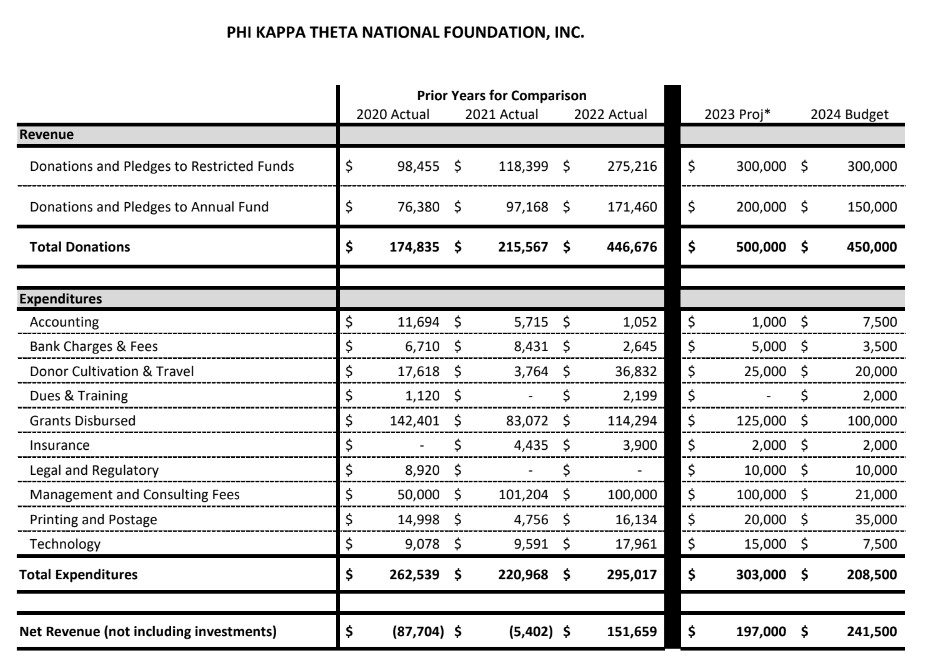 PHI KAPPA THETA NATIONAL FOUNDATION, INC.
Prior Years for Comparison
2020 Actual 2021 Actual 2022 Actual 2023 Proj* 2024 Budget
Revenue
Donations and Pledges to Restricted Funds $ 98,455 $ 118,399 $ 275,216 $ 300,000 $ 300,000
Donations and Pledges to Annual Fund $ 76,380 $ 97,168 $ 171,460 $ 200,000 $ 150,000
Total Donations $ 174,835 $ 215,567 $ 446,676 $ 500,000 $ 450,000
Expenditures
Accounting $ 11,694 $ 5,715 $ 1,052 $ 1,000 $ 7,500
Bank Charges & Fees $ 6,710 $ 8,431 $ 2,645 $ 5,000 $ 3,500
Donor Cultivation & Travel $ 17,618 $ 3,764 $ 36,832 $ 25,000 $ 20,000
Dues & Training $ 1,120 $ - $ 2,199 $ - $ 2,000
Grants Disbursed $ 142,401 $ 83,072 $ 114,294 $ 125,000 $ 100,000
Insurance $ - $ 4,435 $ 3,900 $ 2,000 $ 2,000
Legal and Regulatory $ 8,920 $ - $ - $ 10,000 $ 10,000
Management and Consulting Fees $ 50,000 $ 101,204 $ 100,000 $ 100,000 $ 21,000
Printing and Postage $ 14,998 $ 4,756 $ 16,134 $ 20,000 $ 35,000
Technology $ 9,078 $ 9,591 $ 17,961 $ 15,000 $ 7,500
Total Expenditures $ 262,539 $ 220,968 $ 295,017 $ 303,000 $ 208,500
Net Revenue (not including investments) $ (87,704) $ (5,402) $ 151,659 $ 197,000 $ 241,500